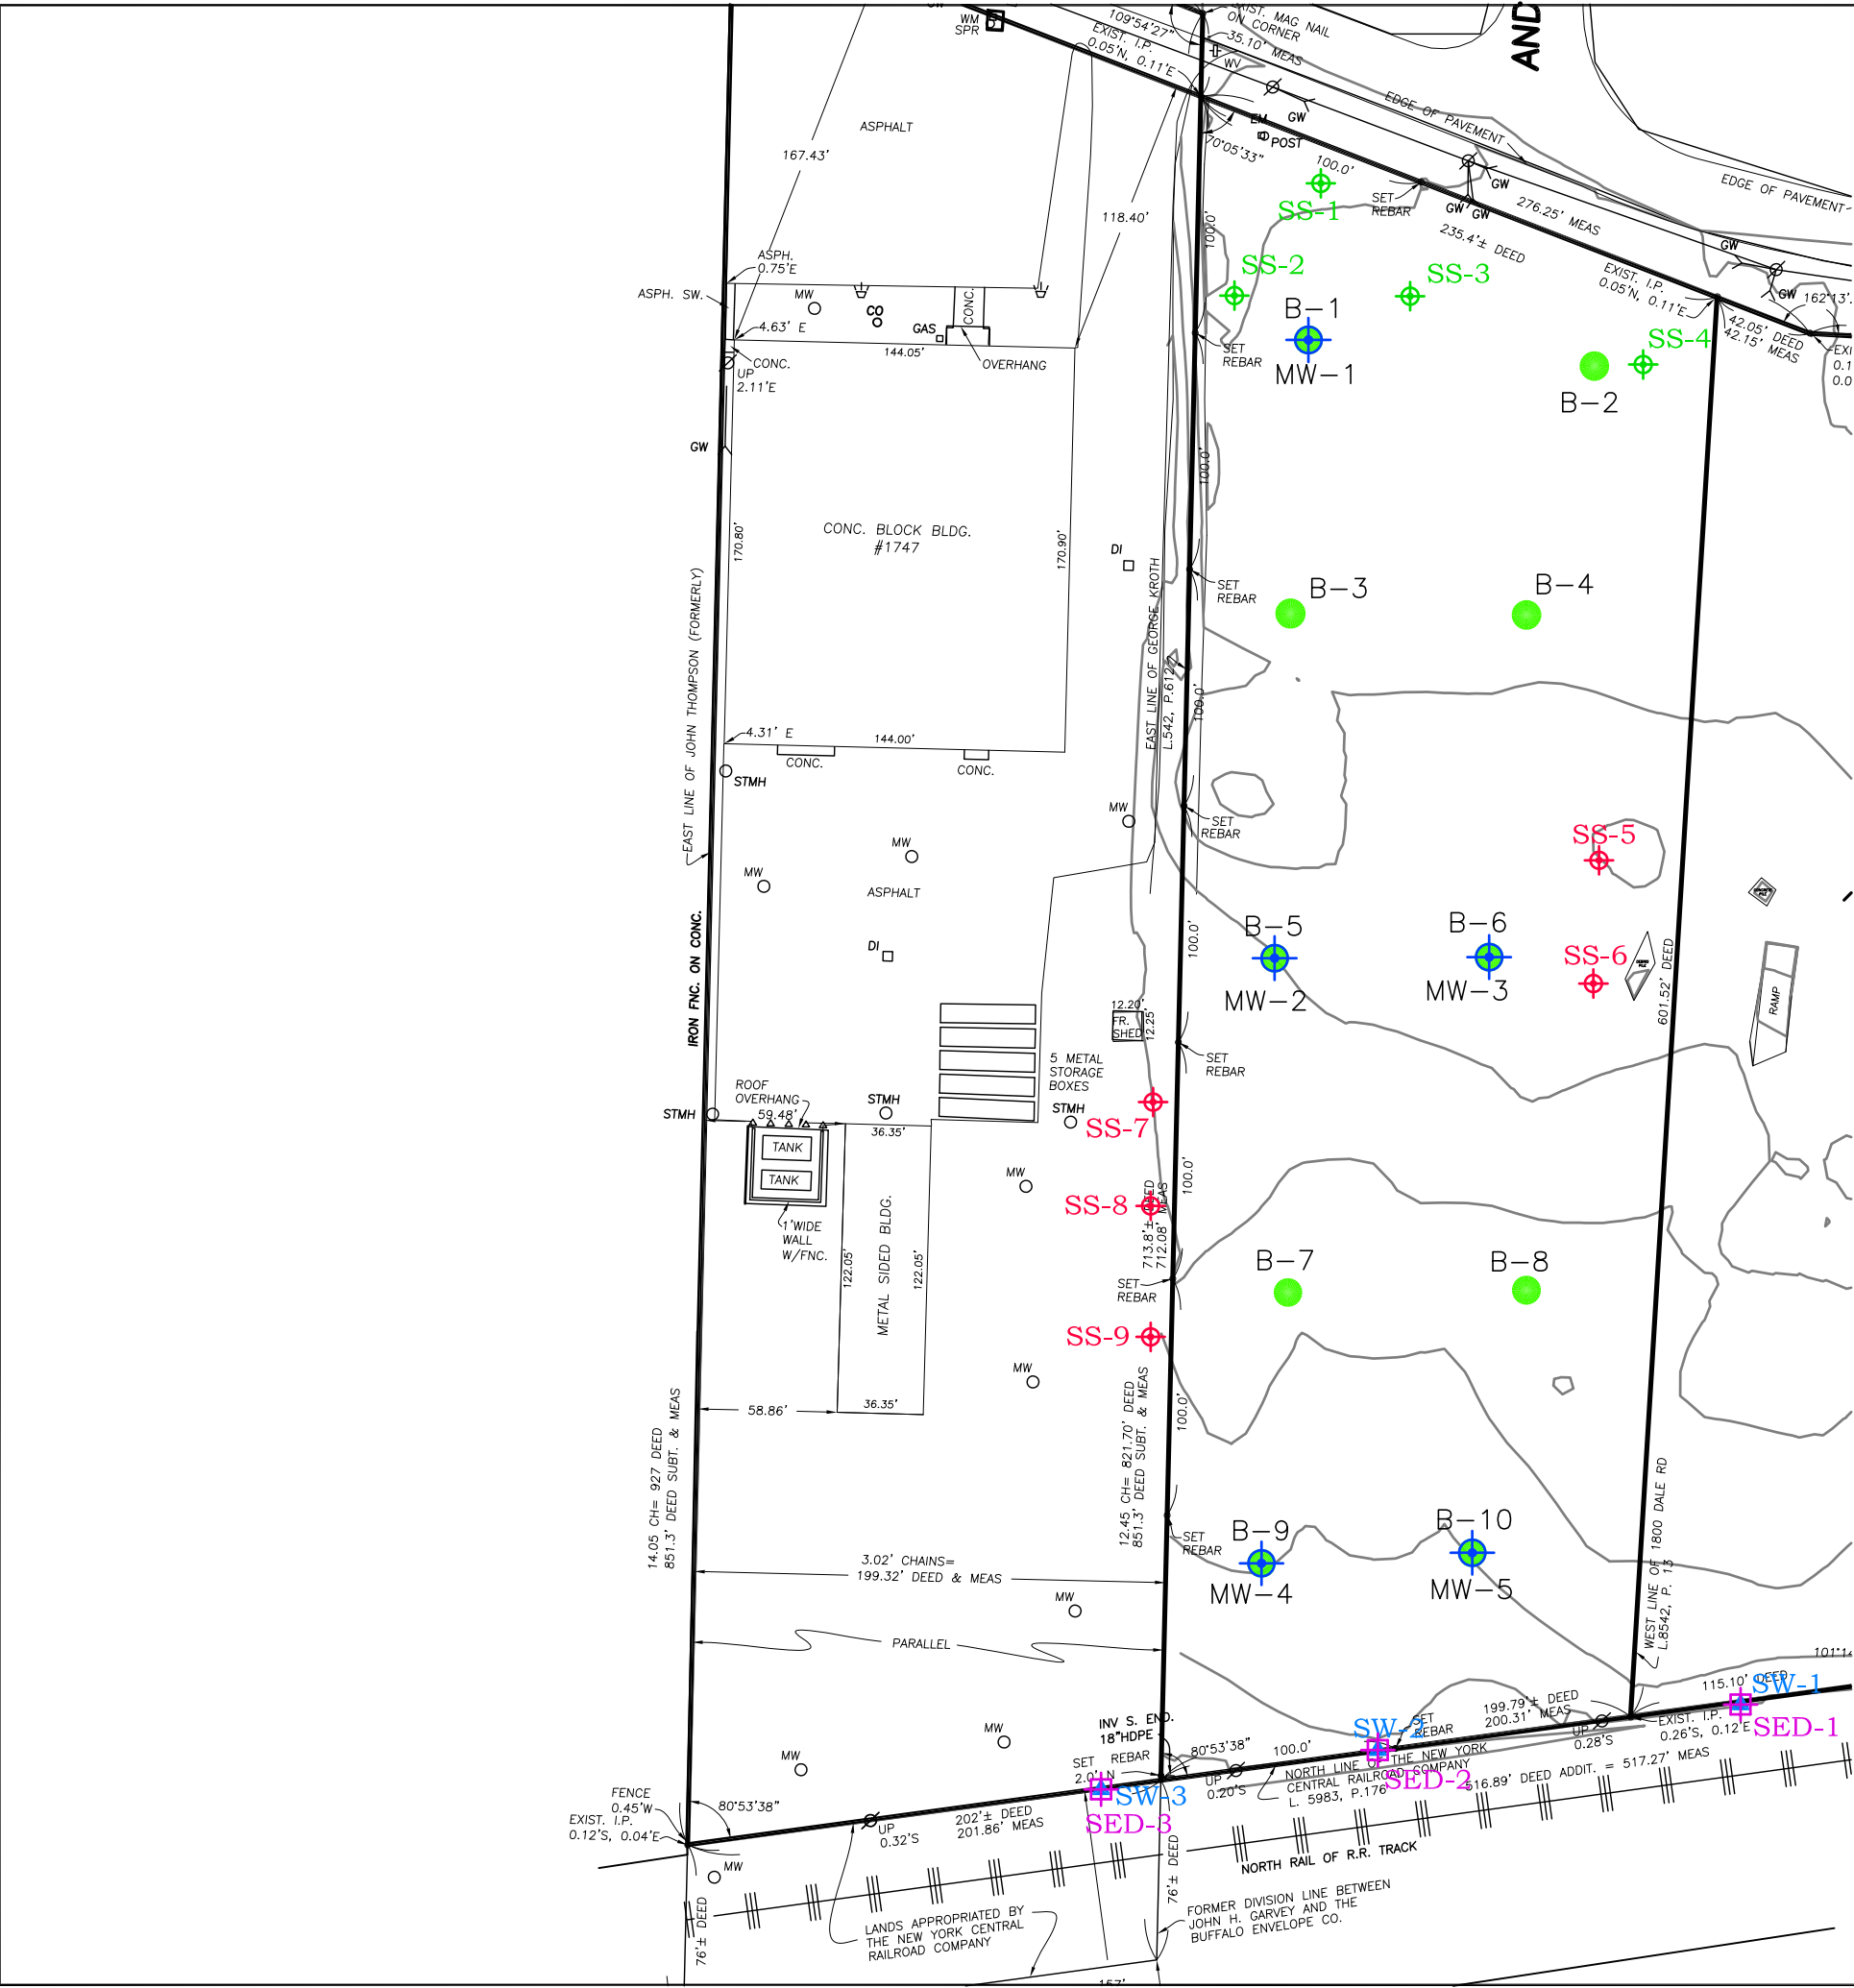 WM
SPR
109°54'27"
EXIST. I.P.
0.05'N, 0.11'E
EXIST. MAG NAIL
ON CORNER
35.10' MEAS
WV
AND
GW
EDGE OF PAVEMENT
EM
POST
70°05'33"
100.0'
SET
REBAR
GW
GW
GW
276.25' MEAS
235.4'± DEED
EDGE OF PAVEMENT
GW
GW
EXIST. I.P.
0.05'N, 0.11'E
162°13'
42.05' DEED
42.15' MEAS
ASPHALT
167.43'
118.40'
100.0'
SS-1
SS-2
SS-3
SS-4
B-1
MW-1
B-2
ASPH.
0.75'E
ASPH. SW.
MW
CO
GAS
CONC.
4.63' E
144.05'
OVERHANG
CONC.
UP
2.11'E
SET
REBAR
GW
CONC. BLOCK BLDG.
#1747
170.80'
170.90'
DI
100.0'
SET
REBAR
B-3
B-4
EAST LINE OF JOHN THOMPSON (FORMERLY)
EAST LINE OF GEORGE KROTH
L.542, P.612
100.0'
4.31' E
144.00'
CONC.
CONC.
STMH
MW
SET
REBAR
MW
MW
ASPHALT
SS-5
IRON FNC. ON CONC.
DI
100.0'
B-5
MW-2
B-6
MW-3
SS-6
601.52' DEED
RAMP
12.20'
FR.
SHED
12.25'
SET
REBAR
5 METAL
STORAGE
BOXES
ROOF
OVERHANG
59.48'
STMH
STMH
STMH
36.35'
SS-7
TANK
TANK
1'WIDE
WALL
W/FNC.
METAL SIDED BLDG.
122.05'
122.05'
MW
SS-8
713.8'± DEED
712.08' MEAS
100.0'
SET
REBAR
B-7
B-8
SS-9
MW
58.86'
36.35'
14.05 CH= 927 DEED
851.3' DEED SUBT. & MEAS
12.45 CH= 821.70' DEED
851.3' DEED SUBT. & MEAS
100.0'
SET
REBAR
B-9
MW-4
B-10
MW-5
WEST LINE OF 1800 DALE RD
L.8542, P. 13
3.02' CHAINS=
199.32' DEED & MEAS
MW
PARALLEL
101°14
115.10' DEED
SW-1
SED-1
199.79'± DEED
200.31' MEAS
SET
REBAR
EXIST. I.P.
0.26'S, 0.12'E
UP
0.28'S
SW-2
SED-2
INV S. END.
18"HDPE
MW
SET REBAR
2.0' N
80°53'38"
100.0'
UP
0.20'S
NORTH LINE OF THE NEW YORK
CENTRAL RAILROAD COMPANY
L. 5983, P.176
516.89' DEED ADDIT. = 517.27' MEAS
MW
SW-3
SED-3
FENCE
0.45'W
EXIST. I.P.
0.12'S, 0.04'E
80°53'38"
UP
0.32'S
202'± DEED
201.86' MEAS
NORTH RAIL OF R.R. TRACK
MW
76'± DEED
76'± DEED
LANDS APPROPRIATED BY
THE NEW YORK CENTRAL
RAILROAD COMPANY
FORMER DIVISION LINE BETWEEN
JOHN H. GARVEY AND THE
BUFFALO ENVELOPE CO.
157'